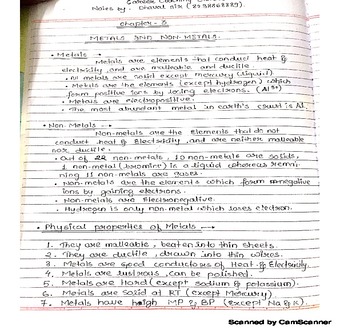 Notes by - Dhaval sir
Chapter - 3
METALS AND NON-METALS.
• Metals →
Metals are elements that conduct heat &
electricity, and are malleable and ductile.
• All metals are solid except mercury (liquid)
• Metals are the elements (except hydrogen) which
form positive ions by losing electrons. (Al³⁺)
• Metals are electropositive.
• The most abundant metal in earth's crust is Al.
• Non-Metals →
Non-metals are the elements that do not
conduct heat & Electricity, and are neither malleable
nor ductile.
• Out of 22 non-metals, 10 non-metals are solids,
1 non-metal (bromine) is a liquid whereas remai-
ning 11 non-metals are gases.
• Non-metals are the elements which form negative
ions by gaining electrons.
• Non-metals are Electronegative.
• Hydrogen is only non-metal which loses electron.
• Physical properties of Metals →
1. They are malleable, beaten into thin sheets.
2. They are ductile, drawn into thin wires.
3. Metals are good conductors of Heat & Electricity.
4. Metals are lustrous, can be polished.
5. Metals are Hard (except sodium & potassium).
6. Metals are solid at RT (except Mercury)
7. Metals have heigh MP & BP (except Na & K).
Scanned by CamScanner